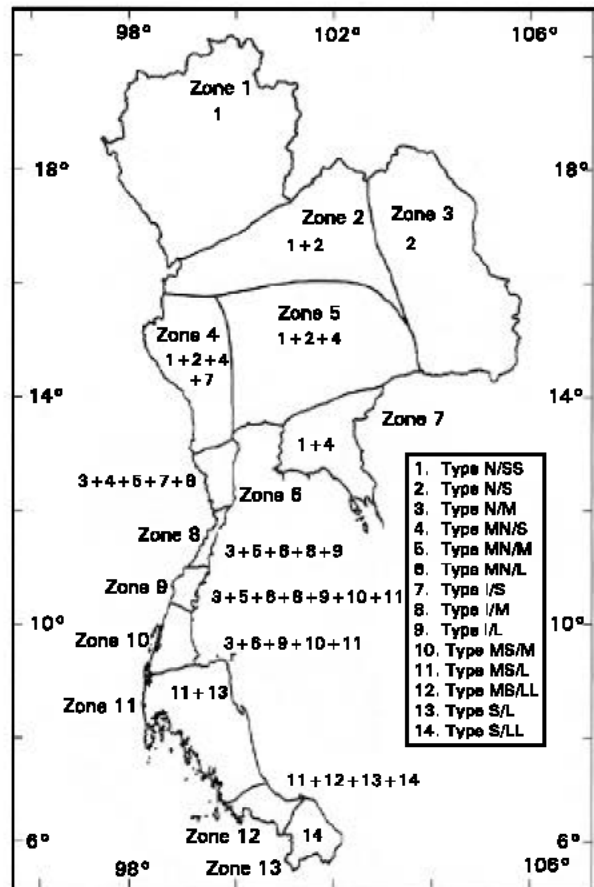 98° 102° 106°
Zone 1
1
18° 18°
Zone 2
1+2
Zone 3
2
Zone 5
1+2+4
Zone 4
1+2+4
+7
14° 14°
Zone 7
1+4
3+4+5+7+8
Zone 6
Zone 8
3+5+6+8+9
Zone 9
3+5+6+8+9+10+11
10° 10°
Zone 10
3+6+9+10+11
Zone 11
11+13
11+12+13+14
Zone 12
14
6° 6°
Zone 13
98° 106°
1. Type N/SS
2. Type N/S
3. Type N/M
4. Type MN/S
5. Type MN/M
6. Type MN/L
7. Type I/S
8. Type I/M
9. Type I/L
10. Type MS/M
11. Type MS/L
12. Type MS/LL
13. Type S/L
14. Type S/LL